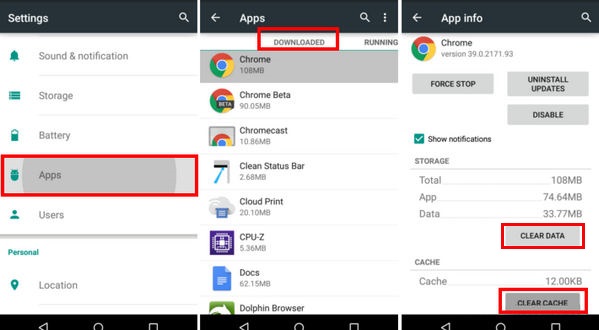 Settings
Sound & notification
Storage
Battery
Apps
Users
Personal
Location
Apps
DOWNLOADED
RUNNING
Chrome
108MB
Chrome Beta
90.05MB
BETA
Chromecast
10.86MB
Clean Status Bar
2.68MB
Cloud Print
20.10MB
CPU-Z
5.36MB
Docs
62.15MB
Dolphin Browser
App info
Chrome
version 39.0.2171.93
FORCE STOP
UNINSTALL
UPDATES
DISABLE
Show notifications
STORAGE
Total 108MB
App 74.64MB
Data 33.77MB
CLEAR DATA
CACHE
Cache 12.00KB
CLEAR CACHE